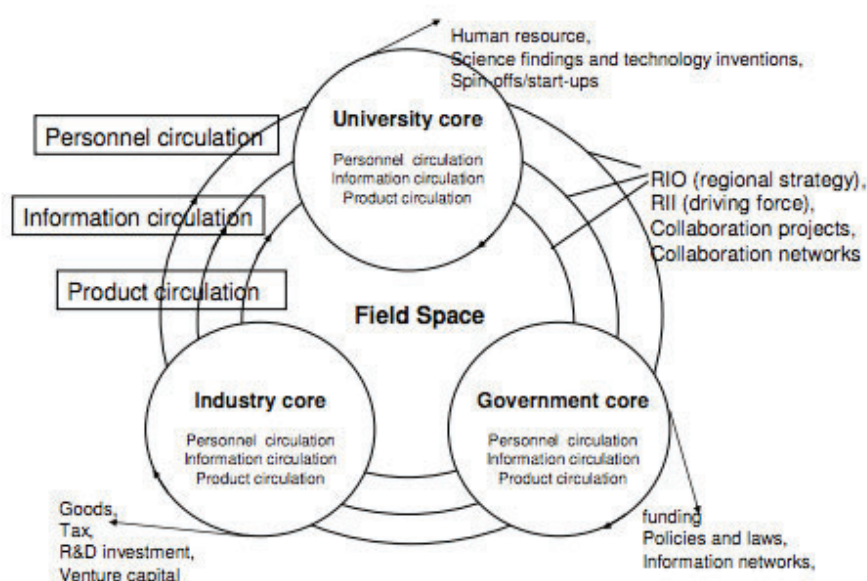 Human resource,
Science findings and technology inventions,
Spin-offs/start-ups
University core
Personnel circulation
Information circulation
Product circulation
Personnel circulation
Information circulation
Product circulation
RIO (regional strategy),
RII (driving force),
Collaboration projects,
Collaboration networks
Field Space
Industry core
Personnel circulation
Information circulation
Product circulation
Government core
Personnel circulation
Information circulation
Product circulation
Goods,
Tax,
R&D investment,
Venture capital
funding
Policies and laws,
Information networks,